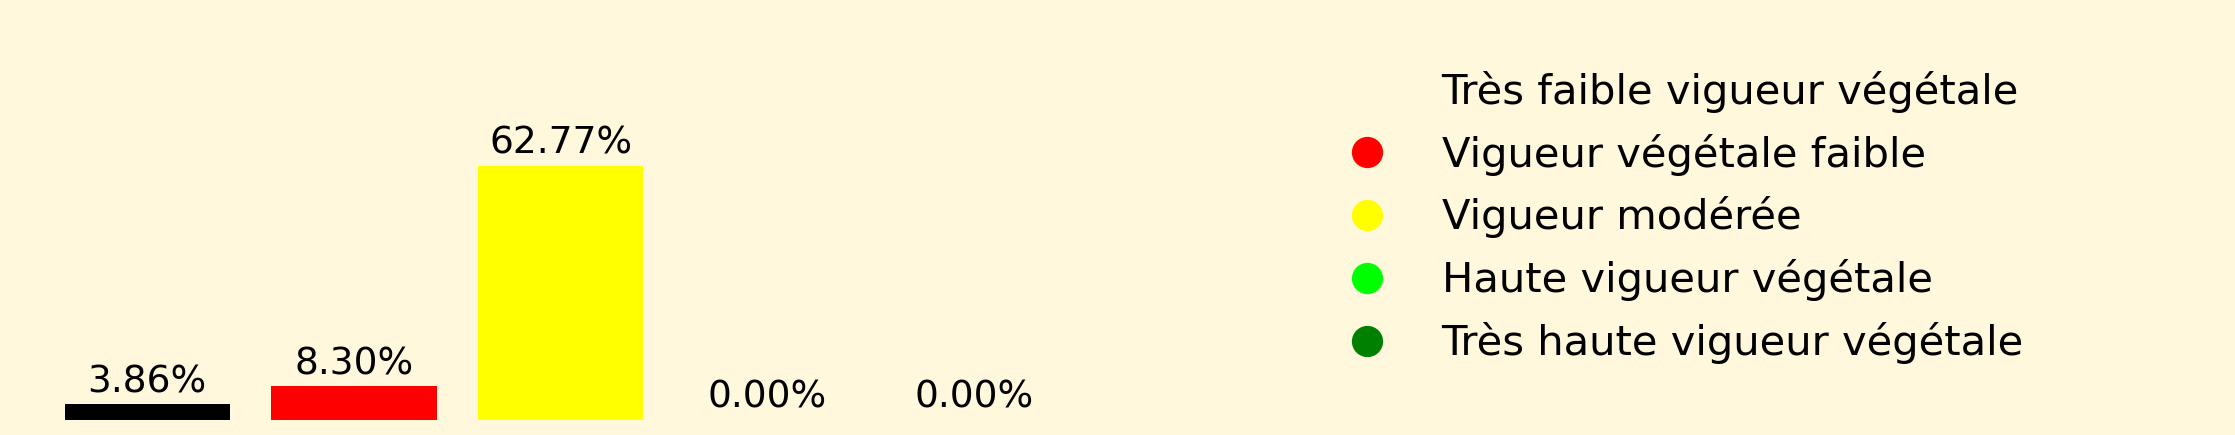 62.77%
8.30%
3.86%
0.00%
0.00%
Très faible vigueur végétale
Vigueur végétale faible
Vigueur modérée
Haute vigueur végétale
Très haute vigueur végétale